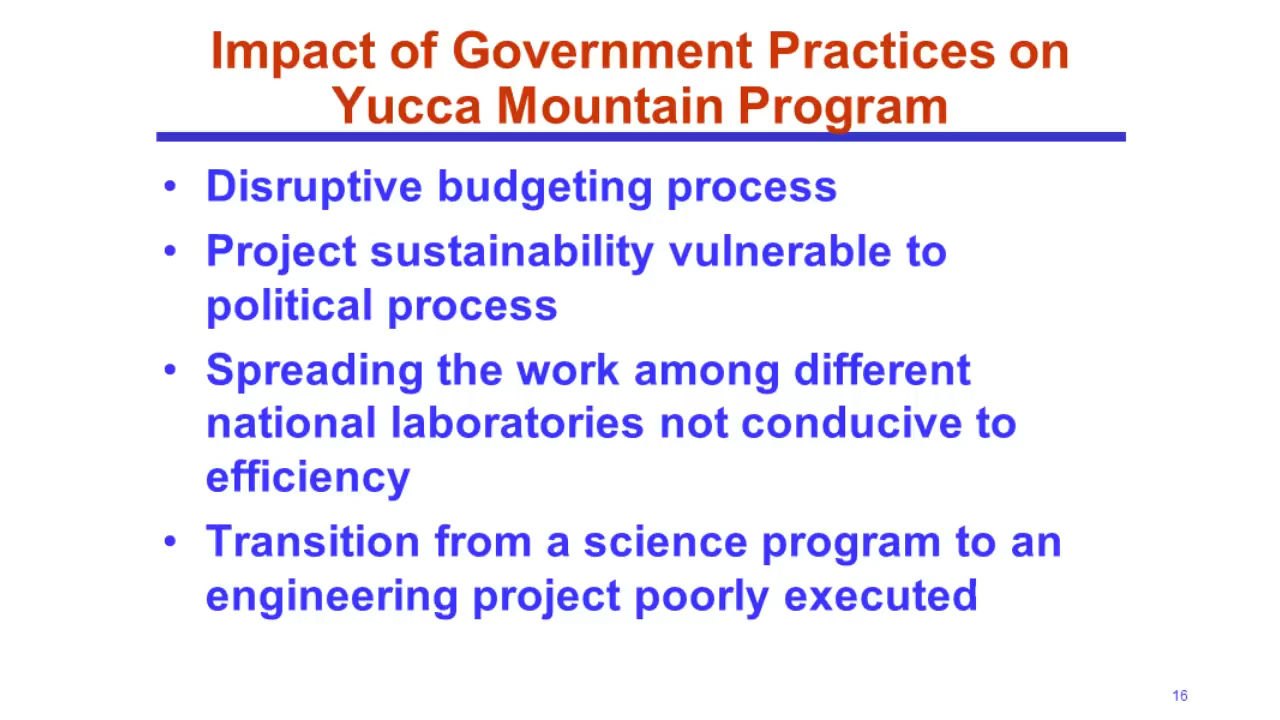 Impact of Government Practices on
Yucca Mountain Program
• Disruptive budgeting process
• Project sustainability vulnerable to
political process
• Spreading the work among different
national laboratories not conducive to
efficiency
• Transition from a science program to an
engineering project poorly executed
16